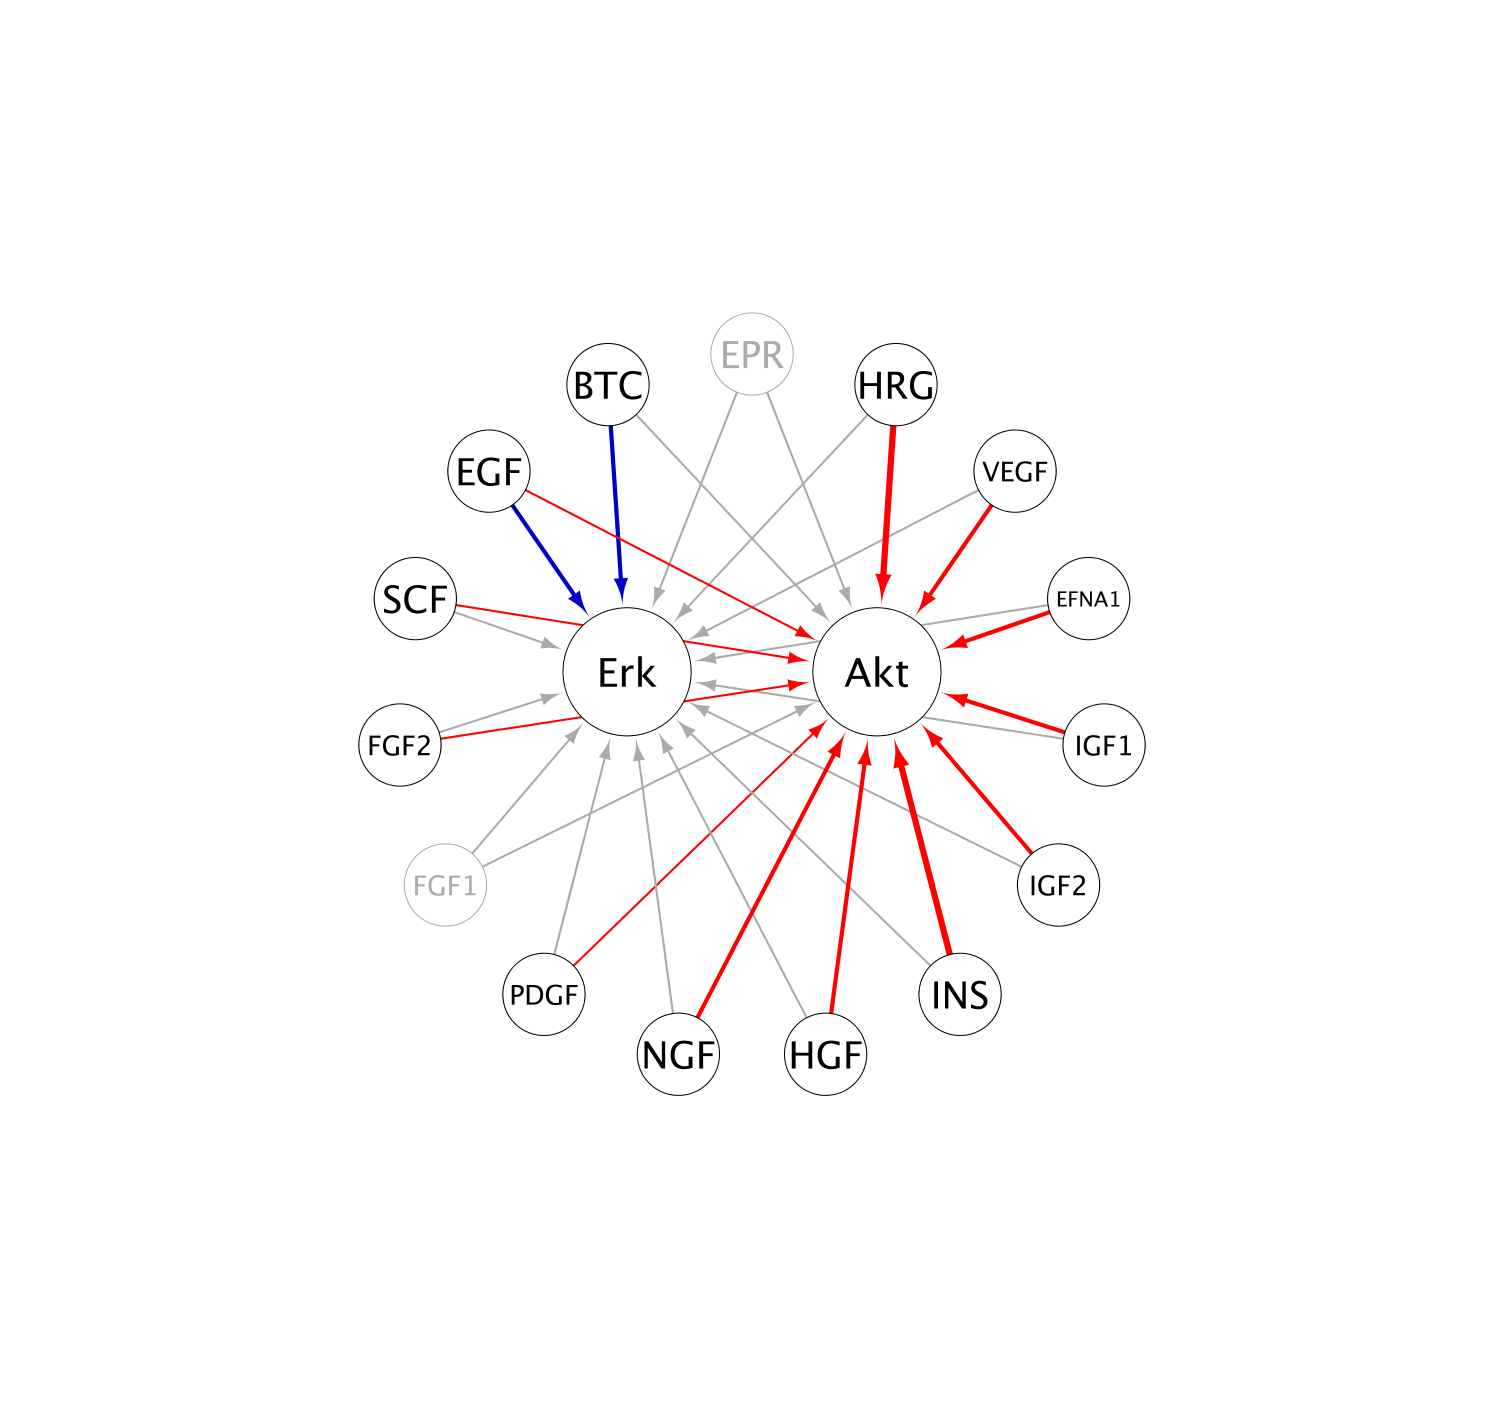 EPR
BTC
HRG
EGF
VEGF
SCF
EFNA1
Erk
Akt
FGF2
IGF1
FGF1
IGF2
PDGF
INS
NGF
HGF